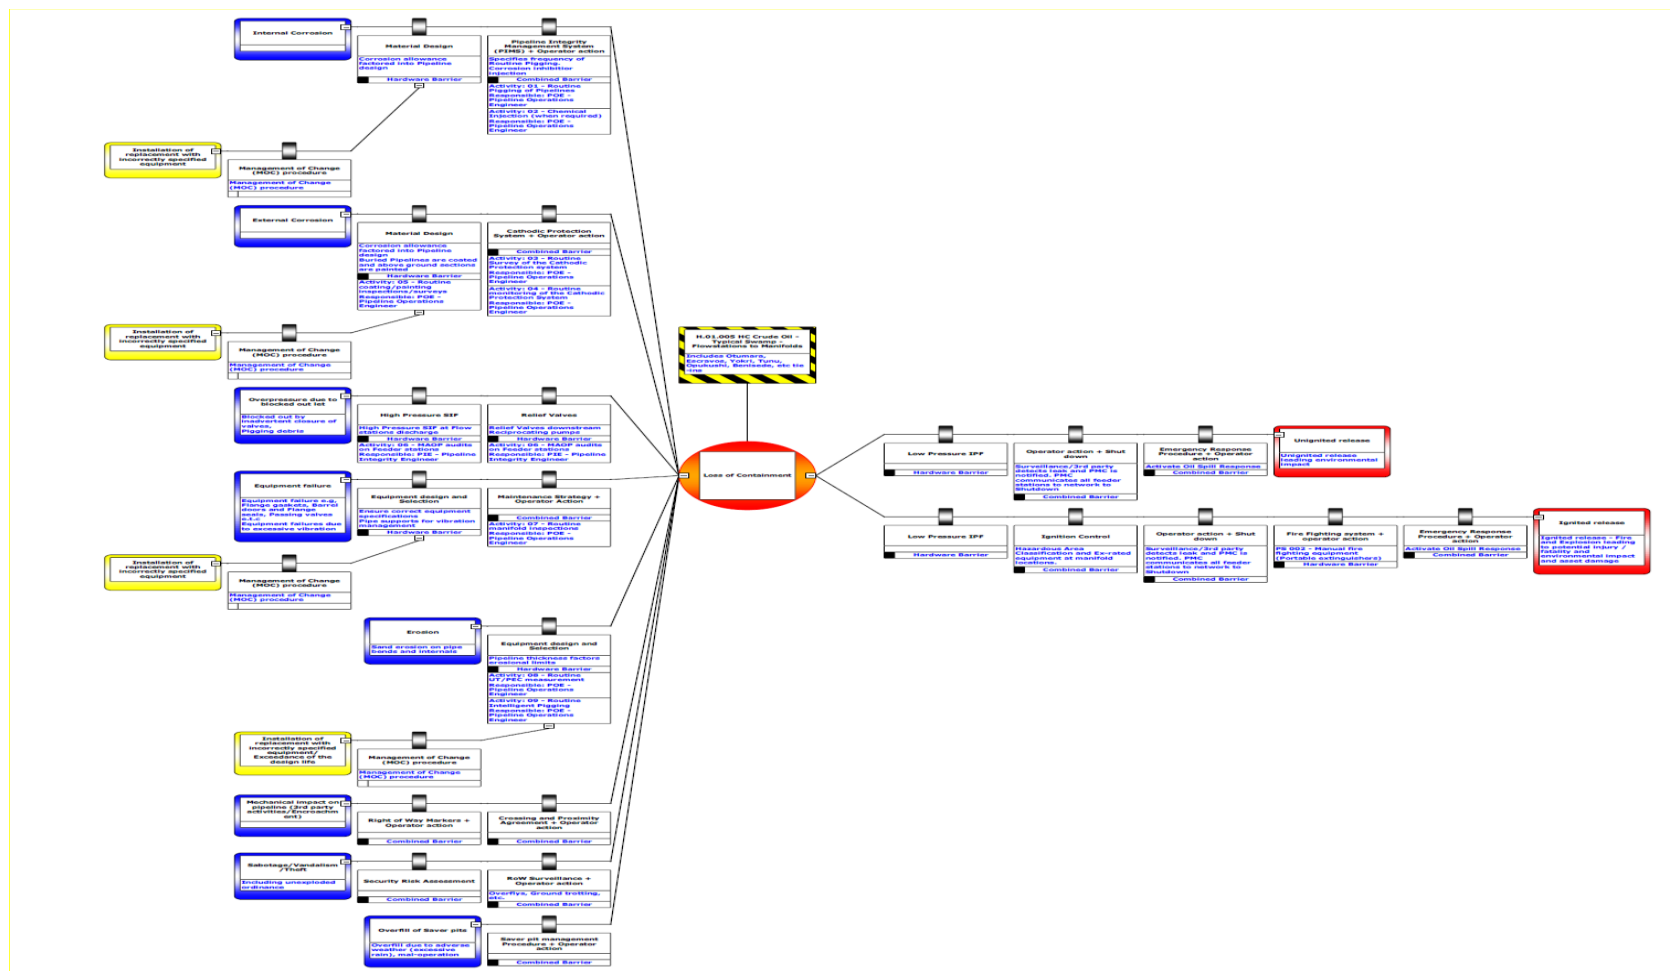 Internal Corrosion
Material Design
Corrosion allowance
factored into Pipeline
design
Hardware Barrier
Pipeline Integrity
Management System
(PIMS) + Operator action
Specifies frequency of
Routine Pigging.
Corrosion inhibitor
injection
Combined Barrier
Activity: 01 - Routine
Pigging of Pipelines
Responsible: POE -
Pipeline Operations
Engineer
Activity: 02 - Chemical
Injection (when required)
Responsible: POE -
Pipeline Operations
Engineer
Installation of
replacement with
incorrectly specified
equipment
Management of Change
(MOC) procedure
Management of Change
(MOC) procedure
External Corrosion
Material Design
Corrosion allowance
factored into Pipeline
design
Buried Pipelines are coated
and above ground sections
are painted
Hardware Barrier
Activity: 05 - Routine
coating/painting
inspections/surveys
Responsible: POE -
Pipeline Operations
Engineer
Cathodic Protection
System + Operator action
Combined Barrier
Activity: 03 - Routine
Survey of the Cathodic
Protection system
Responsible: POE -
Pipeline Operations
Engineer
Activity: 04 - Routine
monitoring of the Cathodic
Protection System
Responsible: POE -
Pipeline Operations
Engineer
Installation of
replacement with
incorrectly specified
equipment
Management of Change
(MOC) procedure
Management of Change
(MOC) procedure
H.01.005 HC Crude Oil -
Typical Swamp -
Flowstations to Manifolds
Includes Otumara,
Escravos, Yokri, Tunu,
Opukushi, Benisede, etc tie
-ins
Overpressure due to
blocked out let
Blocked out by
inadvertent closure of
valves,
Pigging debris
High Pressure SIF
High Pressure SIF at Flow
stations discharge
Hardware Barrier
Activity: 06 - MAOP audits
on Feeder stations
Responsible: PIE - Pipeline
Integrity Engineer
Relief Valves
Relief Valves downstream
Reciprocating pumps
Hardware Barrier
Activity: 06 - MAOP audits
on Feeder stations
Responsible: PIE - Pipeline
Integrity Engineer
Loss of Containment
Low Pressure IPF
Hardware Barrier
Operator action + Shut
down
Surveillance/3rd party
detects leak and PMC is
notified. PMC
communicates all feeder
stations to network to
Shutdown
Combined Barrier
Emergency Response
Procedure + Operator
action
Activate Oil Spill Response
Combined Barrier
Unignited release
Unignited release
leading environmental
impact
Equipment failure
Equipment failure e.g,
Flange gaskets, Barrel
doors and Flange
seals, Passing valves
e.t.c
Equipment failures due
to excessive vibration
Equipment design and
Selection
Ensure correct equipment
specifications
Pipe supports for vibration
management
Hardware Barrier
Maintenance Strategy +
Operator Action
Combined Barrier
Activity: 07 - Routine
manifold inspections
Responsible: POE -
Pipeline Operations
Engineer
Installation of
replacement with
incorrectly specified
equipment
Management of Change
(MOC) procedure
Management of Change
(MOC) procedure
Low Pressure IPF
Hardware Barrier
Ignition Control
Hazardous Area
Classification and Ex-rated
equipment at manifold
locations.
Combined Barrier
Operator action + Shut
down
Surveillance/3rd party
detects leak and PMC is
notified. PMC
communicates all feeder
stations to network to
Shutdown
Combined Barrier
Fire Fighting system +
operator action
PS 002 - Manual fire
fighting equipment
(Portable extinguishers)
Hardware Barrier
Emergency Response
Procedure + Operator
action
Activate Oil Spill Response
Combined Barrier
Ignited release
Ignited release - Fire
and Explosion leading
to potential injury /
fatality and
environmental impact
and asset damage
Erosion
Sand erosion on pipe
bends and internals
Equipment design and
Selection
Pipeline thickness factors
erosional limits
Hardware Barrier
Activity: 08 - Routine
UT/PEC measurement
Responsible: POE -
Pipeline Operations
Engineer
Activity: 09 - Routine
Intelligent Pigging
Responsible: POE -
Pipeline Operations
Engineer
Installation of
replacement with
incorrectly specified
equipment/
Exceedance of the
design life
Management of Change
(MOC) procedure
Management of Change
(MOC) procedure
Mechanical impact on
pipeline (3rd party
activities/Encroachm
ent)
Right of Way Markers +
Operator action
Combined Barrier
Crossing and Proximity
Agreement + Operator
action
Combined Barrier
Sabotage/Vandalism
/Theft
Including unexploded
ordinance
Security Risk Assessment
Combined Barrier
RoW Surveillance +
Operator action
Overflys, Ground trotting,
etc.
Combined Barrier
Overfill of Saver pits
Overfill due to adverse
weather (excessive
rain), mal-operation
Saver pit management
Procedure + Operator
action
Combined Barrier